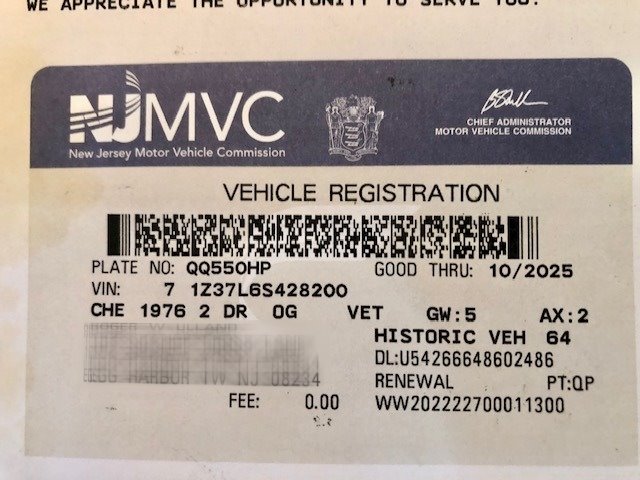 WE APPRECIATE THE OPPORTUNITY TO SERVE YOU.
NJMVC
New Jersey Motor Vehicle Commission
CHIEF ADMINISTRATOR
MOTOR VEHICLE COMMISSION
VEHICLE REGISTRATION
PLATE NO: QQ550HP GOOD THRU: 10/2025
VIN: 7 1Z37L6S428200
CHE 1976 2 DR OG VET GW:5 AX:2
HISTORIC VEH 64
DL:U54266648602486
EGG HARBOR TW NJ 08234
RENEWAL PT:QP
FEE: 0.00 WW202222700011300